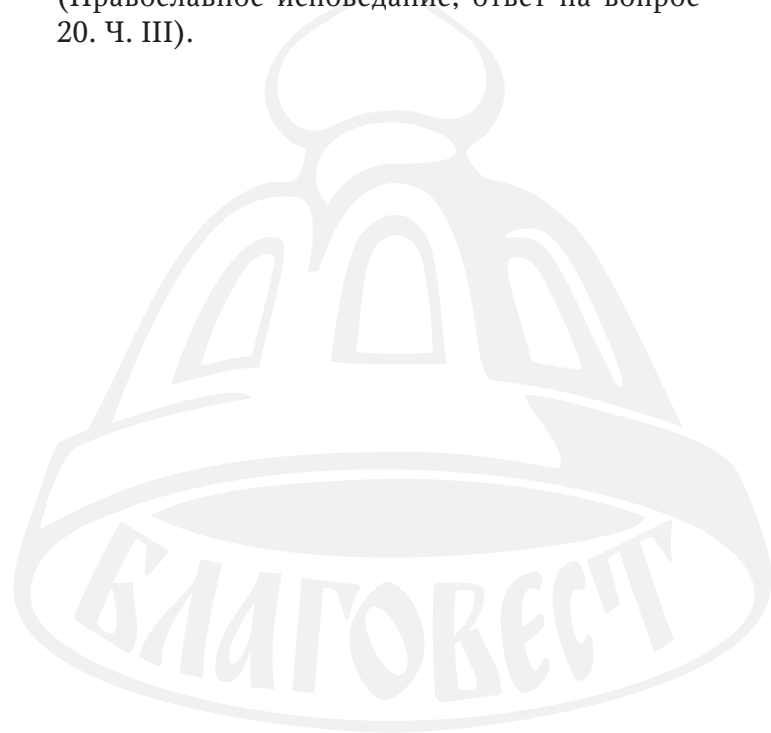 (Православное исповедание, ответ на вопрос
20. Ч. III).
БЛАГОВЕСТ